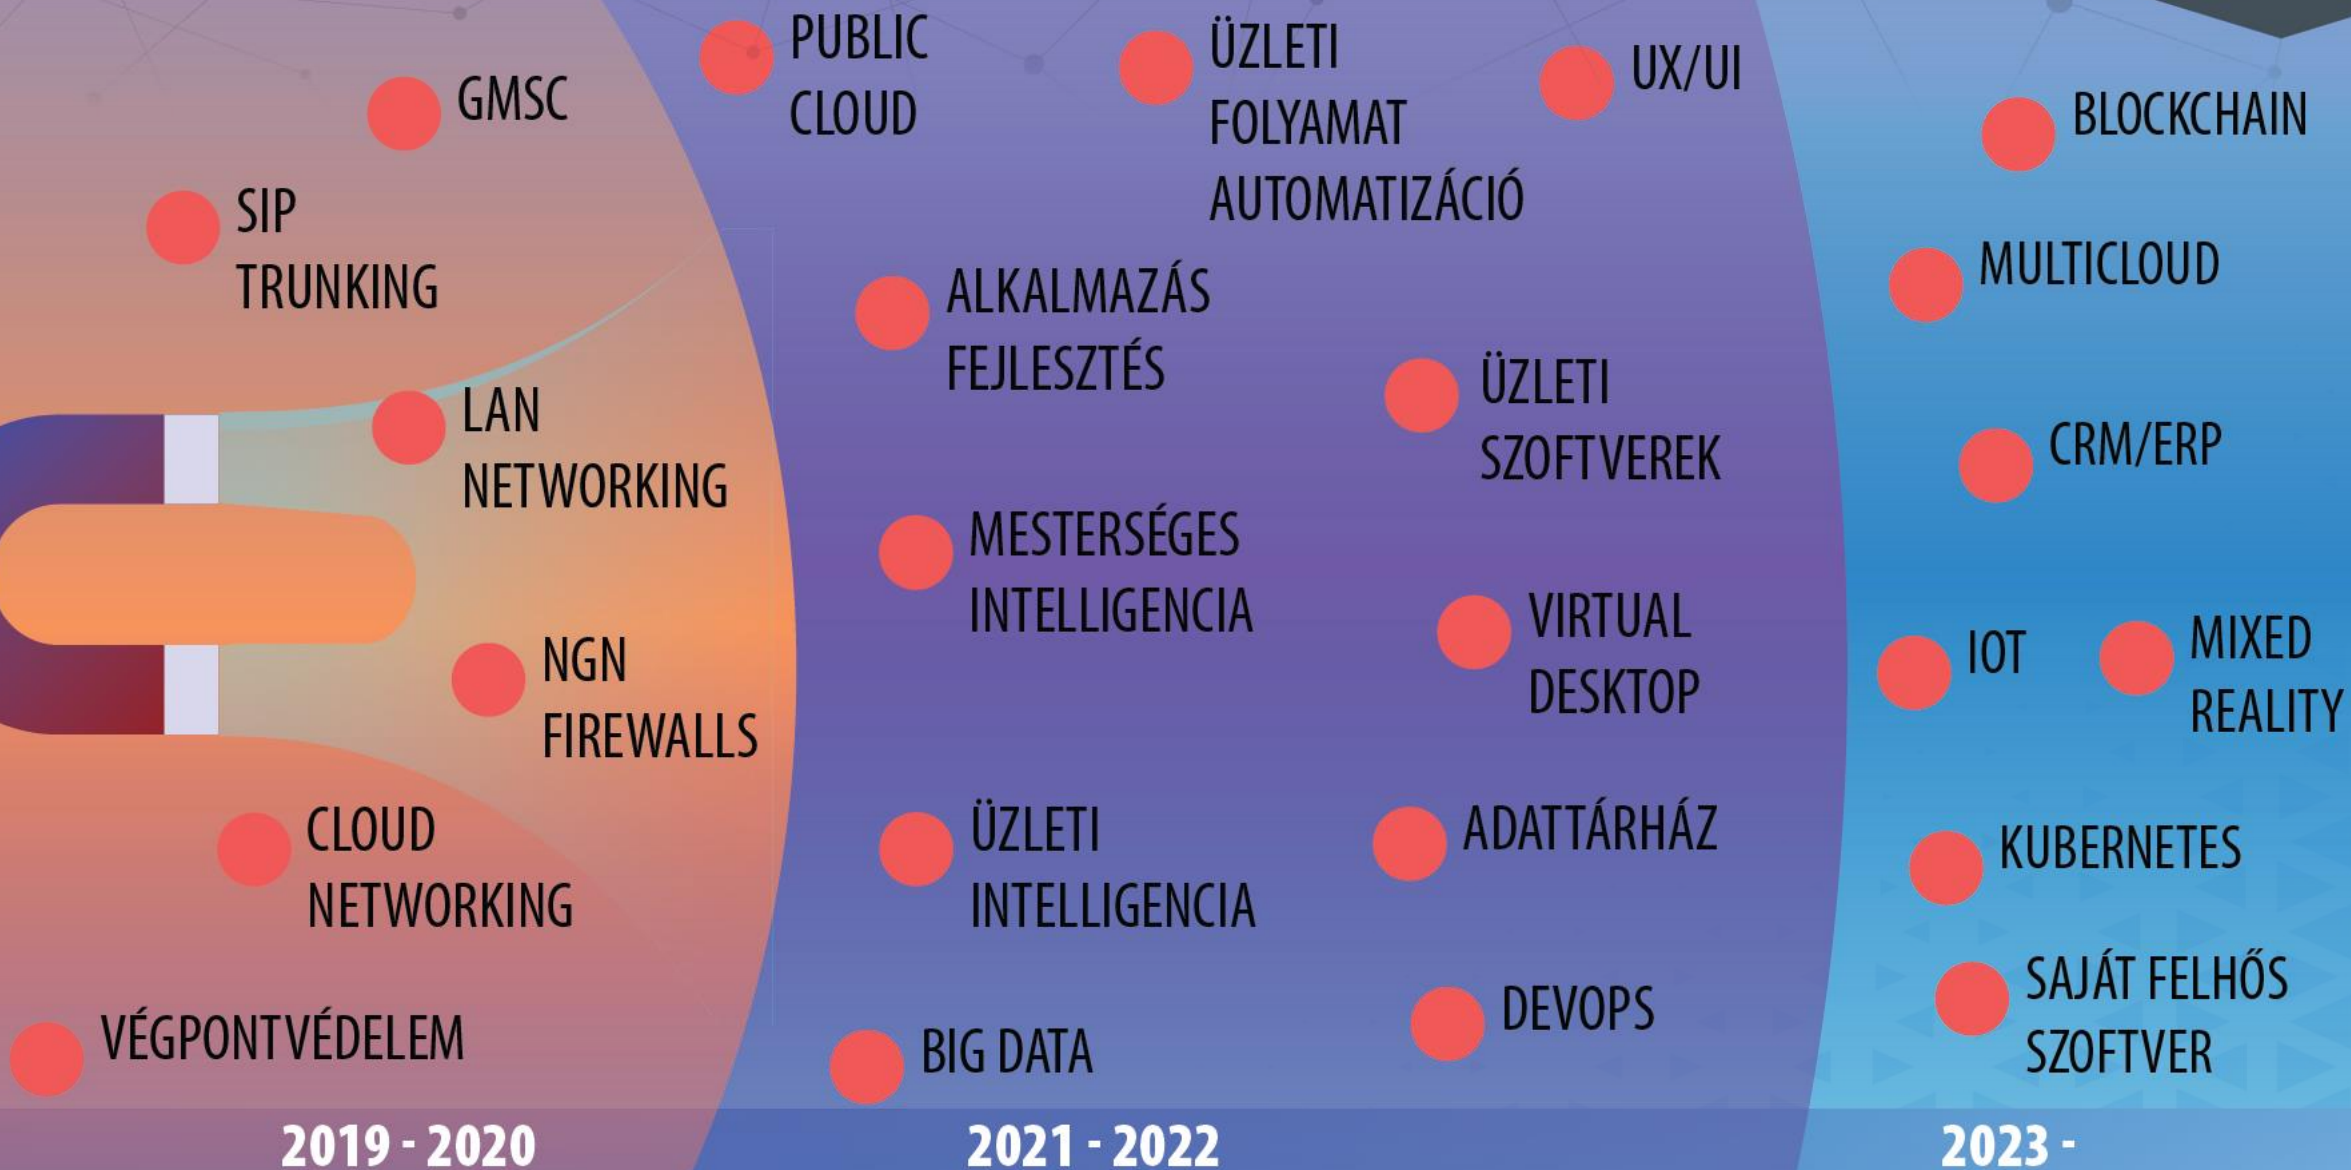 GMSC
SIP
TRUNKING
LAN
NETWORKING
NGN
FIREWALLS
CLOUD
NETWORKING
VÉGPONTVÉDELEM
2019 - 2020
PUBLIC
CLOUD
ÜZLETI
FOLYAMAT
AUTOMATIZÁCIÓ
UX/UI
ALKALMAZÁS
FEJLESZTÉS
ÜZLETI
SZOFTVEREK
MESTERSÉGES
INTELLIGENCIA
VIRTUAL
DESKTOP
ÜZLETI
INTELLIGENCIA
ADATTÁRHÁZ
BIG DATA
DEVOPS
2021 - 2022
BLOCKCHAIN
MULTICLOUD
CRM/ERP
IOT
MIXED
REALITY
KUBERNETES
SAJÁT FELHŐS
SZOFTVER
2023 -